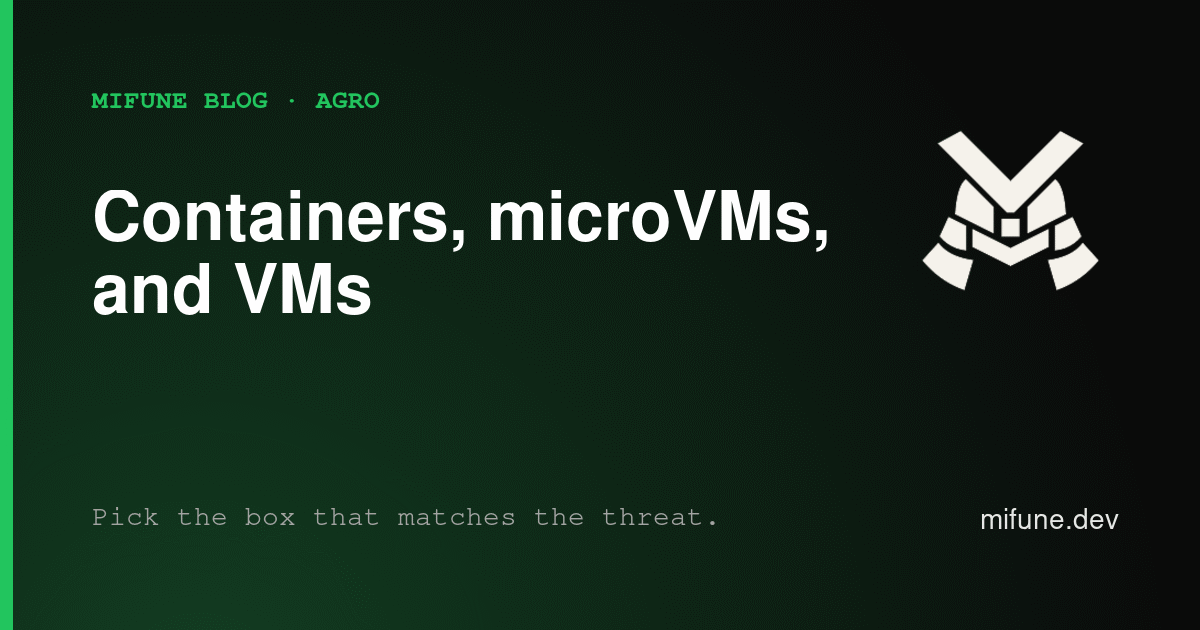 MIFUNE BLOG · AGRO
Containers, microVMs,
and VMs
Pick the box that matches the threat.
mifune.dev